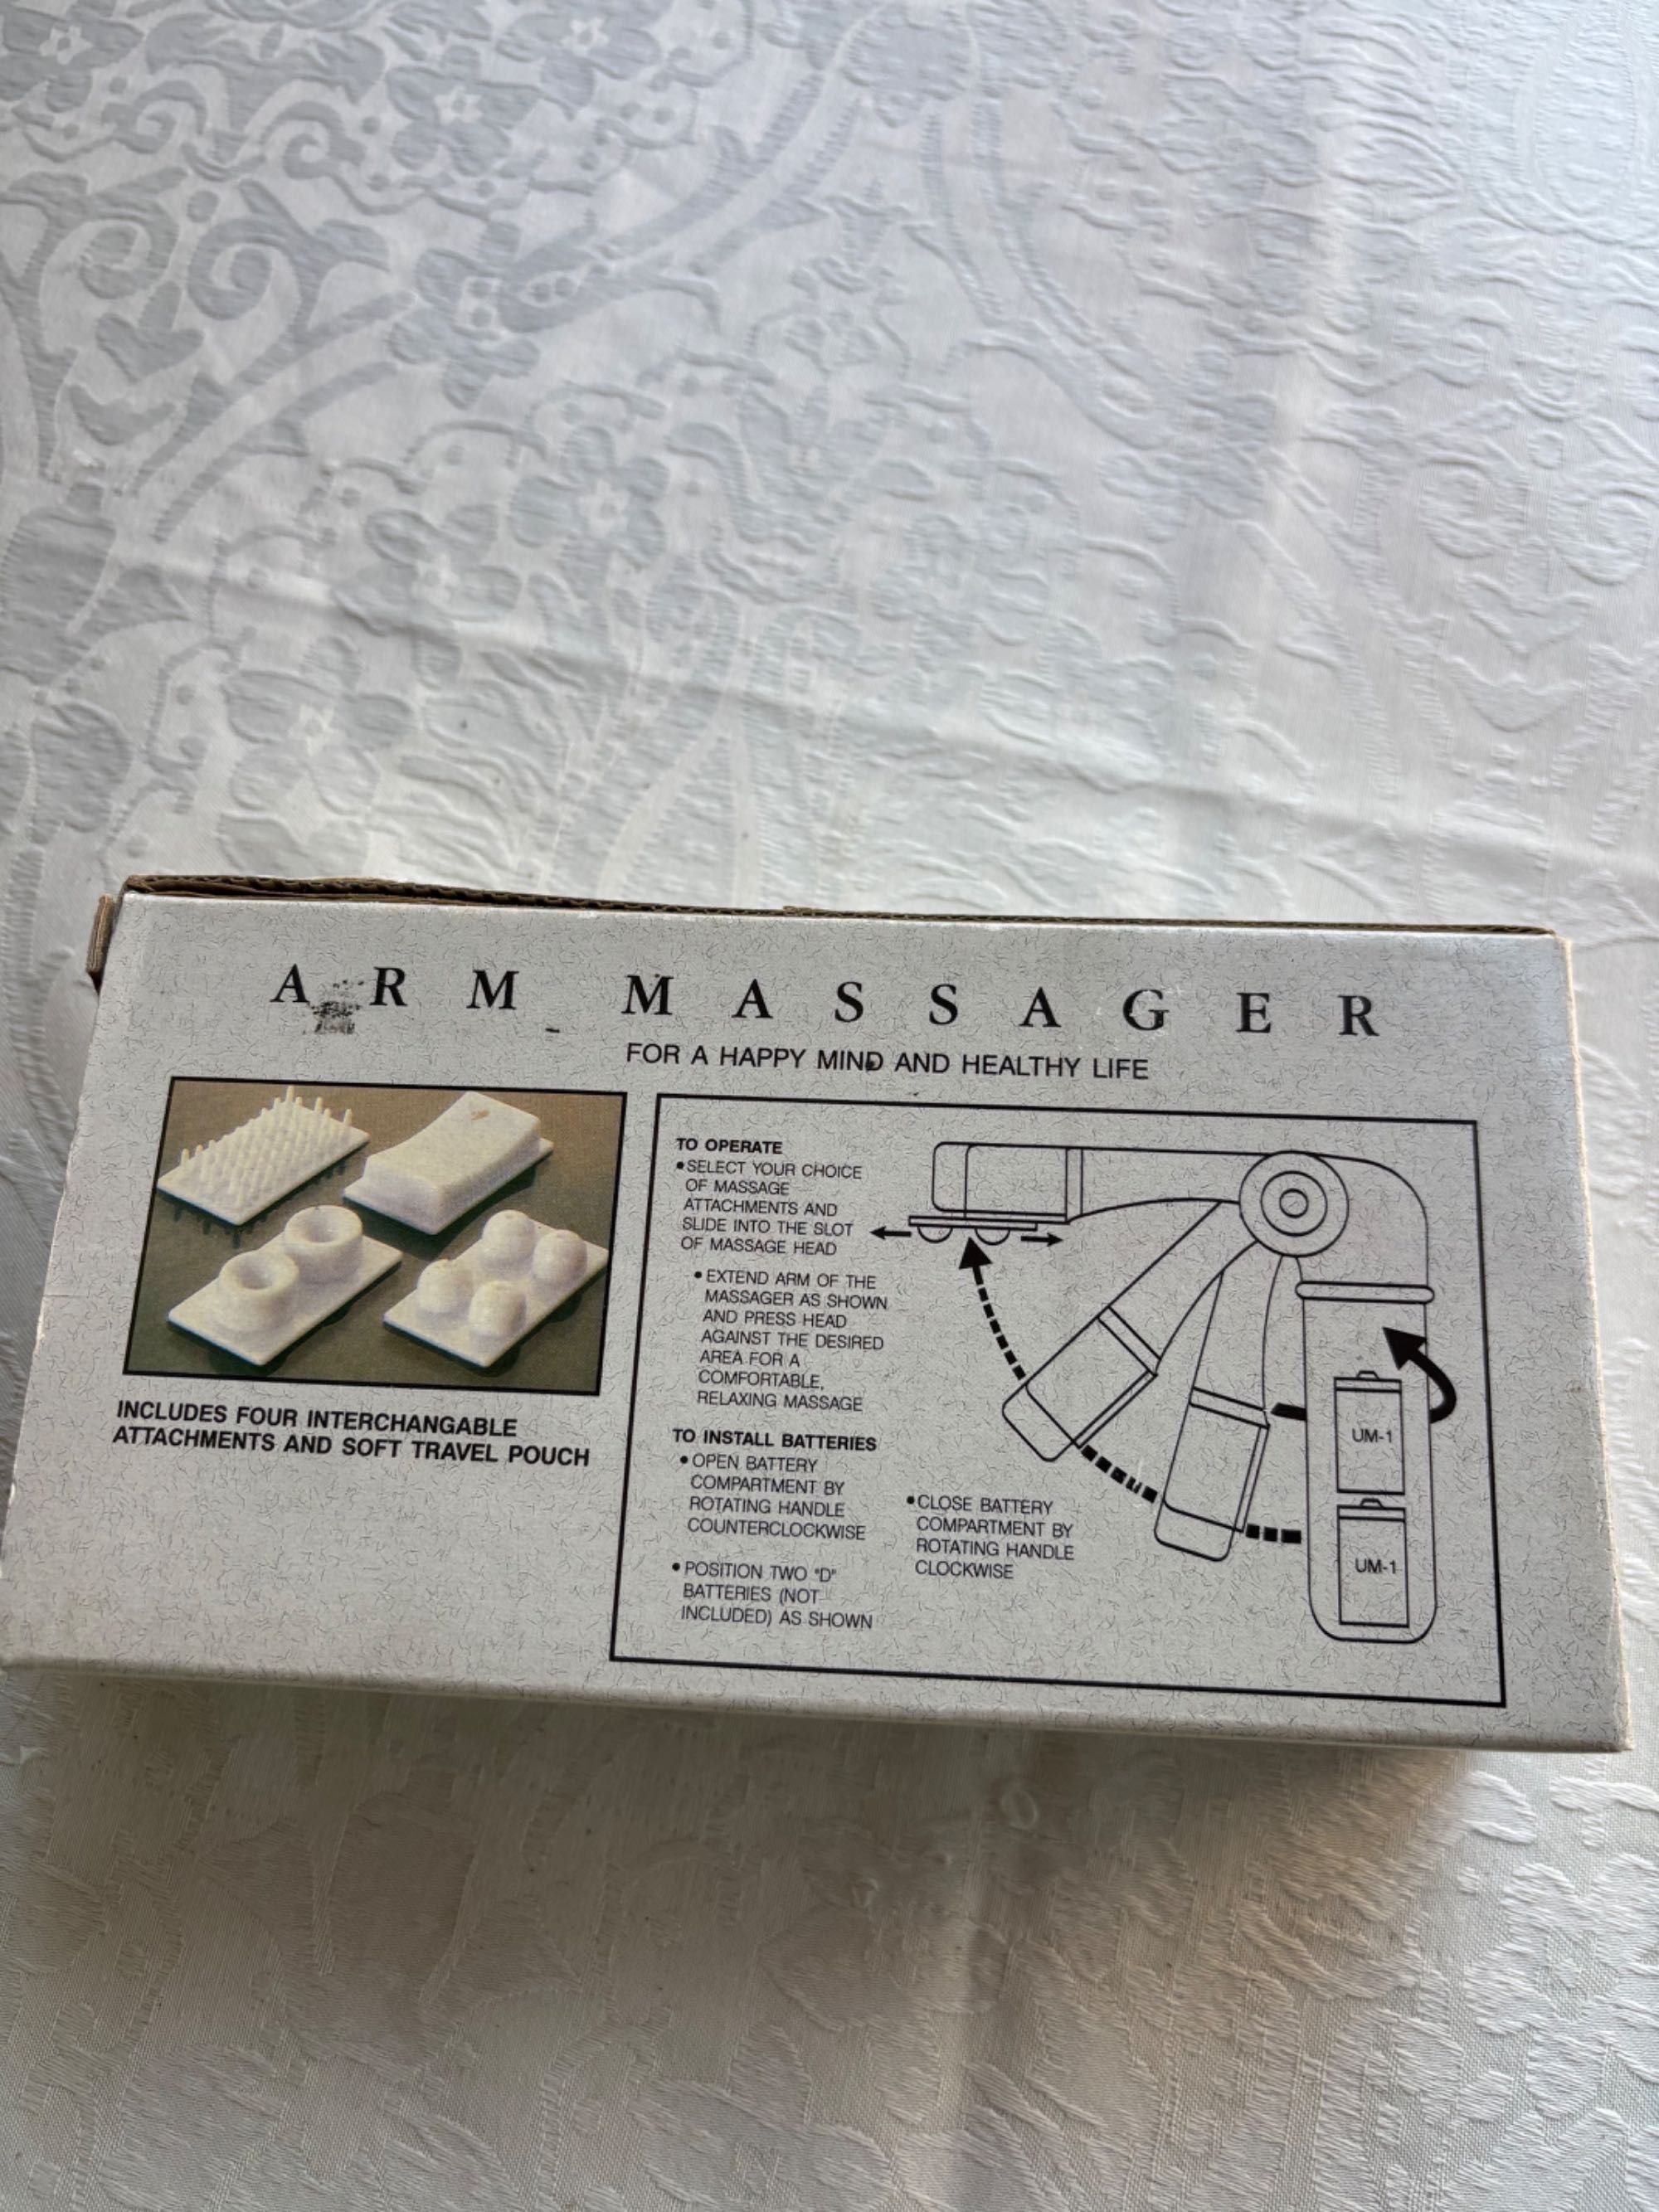 ARM MASSAGER
FOR A HAPPY MIND AND HEALTHY LIFE
INCLUDES FOUR INTERCHANGABLE
ATTACHMENTS AND SOFT TRAVEL POUCH
TO OPERATE
•SELECT YOUR CHOICE
OF MASSAGE
ATTACHMENTS AND
SLIDE INTO THE SLOT
OF MASSAGE HEAD
•EXTEND ARM OF THE
MASSAGER AS SHOWN
AND PRESS HEAD
AGAINST THE DESIRED
AREA FOR A
COMFORTABLE,
RELAXING MASSAGE
TO INSTALL BATTERIES
•OPEN BATTERY
COMPARTMENT BY
ROTATING HANDLE
COUNTERCLOCKWISE
•POSITION TWO "D"
BATTERIES (NOT
INCLUDED) AS SHOWN
•CLOSE BATTERY
COMPARTMENT BY
ROTATING HANDLE
CLOCKWISE
UM-1
UM-1